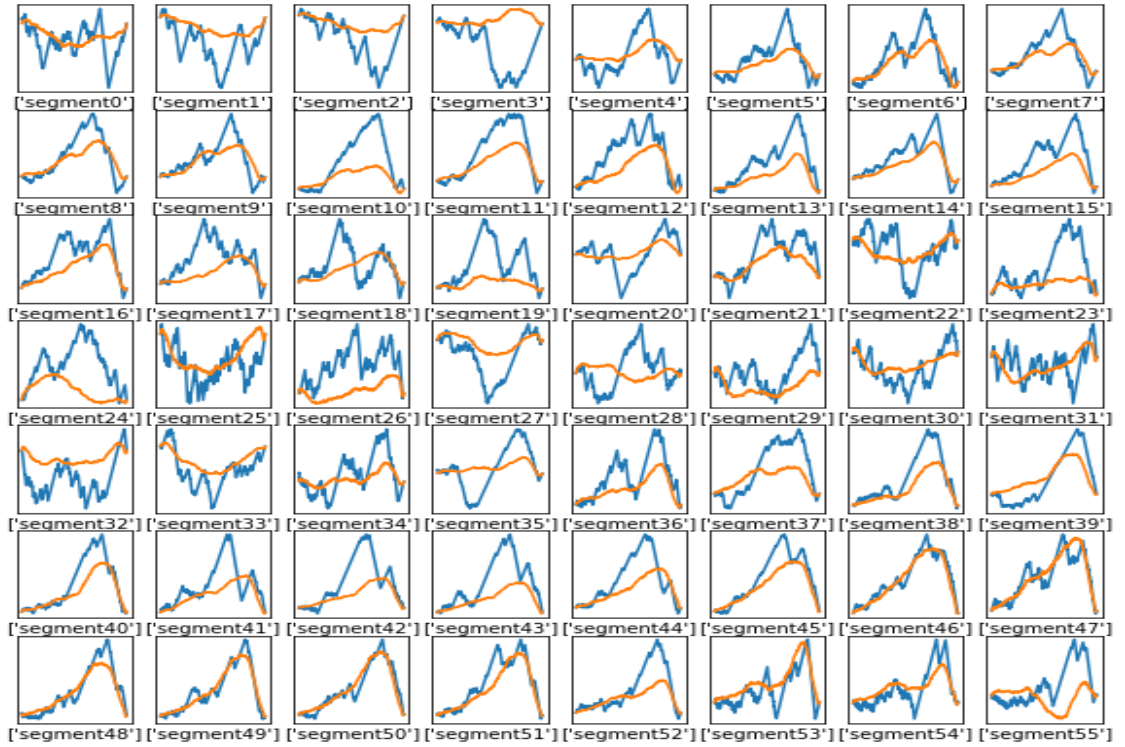 ['segment0'] ['segment1'] ['segment2'] ['segment3'] ['segment4'] ['segment5'] ['segment6'] ['segment7']
['segment8'] ['segment9'] ['segment10'] ['segment11'] ['segment12'] ['segment13'] ['segment14'] ['segment15']
['segment16'] ['segment17'] ['segment18'] ['segment19'] ['segment20'] ['segment21'] ['segment22'] ['segment23']
['segment24'] ['segment25'] ['segment26'] ['segment27'] ['segment28'] ['segment29'] ['segment30'] ['segment31']
['segment32'] ['segment33'] ['segment34'] ['segment35'] ['segment36'] ['segment37'] ['segment38'] ['segment39']
['segment40'] ['segment41'] ['segment42'] ['segment43'] ['segment44'] ['segment45'] ['segment46'] ['segment47']
['segment48'] ['segment49'] ['segment50'] ['segment51'] ['segment52'] ['segment53'] ['segment54'] ['segment55']